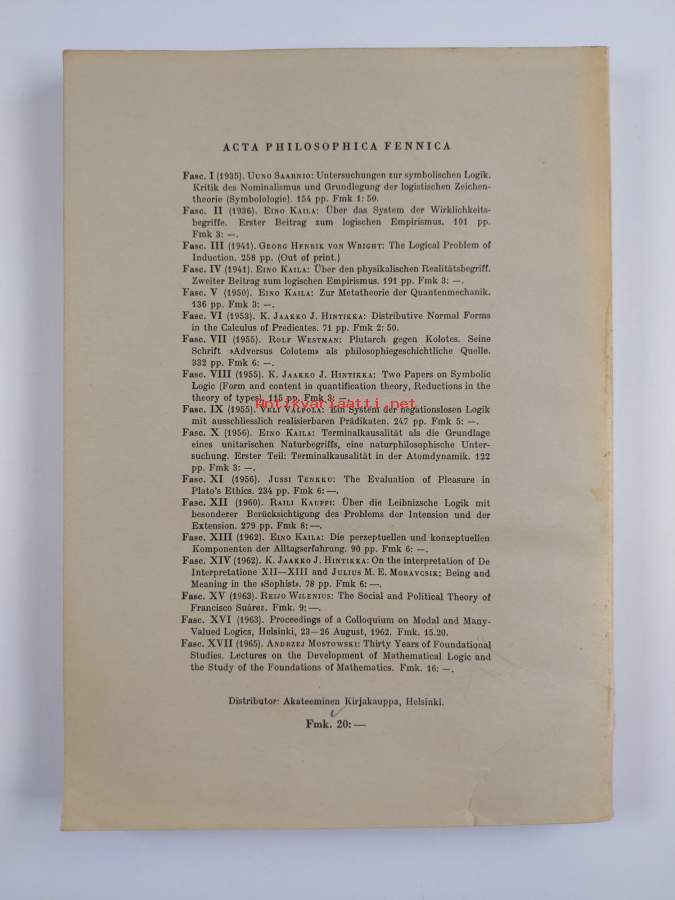 ACTA PHILOSOPHICA FENNICA
Fasc. I (1935). UUNO SAARNIO: Untersuchungen zur symbolischen Logik.
Kritik des Nominalismus und Grundlegung der logistischen Zeichen-
theorie (Symbolologie). 154 pp. Fmk 1: 50.
Fasc. II (1936). EINO KAILA: Über das System der Wirklichkeits-
begriffe. Erster Beitrag zum logischen Empirismus. 101 pp.
Fmk 3: —.
Fasc. III (1941). GEORG HENRIK VON WRIGHT: The Logical Problem of
Induction. 258 pp. (Out of print.)
Fasc. IV (1941). EINO KAILA: Über den physikalischen Realitätsbegriff.
Zweiter Beitrag zum logischen Empirismus. 191 pp. Fmk 3: —.
Fasc. V (1950). EINO KAILA: Zur Metatheorie der Quantenmechanik.
136 pp. Fmk 3: —.
Fasc. VI (1953). K. JAAKKO J. HINTIKKA: Distributive Normal Forms
in the Calculus of Predicates. 71 pp. Fmk 2: 50.
Fasc. VII (1955). ROLF WESTMAN: Plutarch gegen Kolotes. Seine
Schrift »Adversus Colotem» als philosophiegeschichtliche Quelle.
332 pp. Fmk 6: —.
Fasc. VIII (1955). K. JAAKKO J. HINTIKKA: Two Papers on Symbolic
Logic (Form and content in quantification theory, Reductions in the
theory of types). 115 pp. Fmk 3: —.
antikvariaatti.net
Fasc. IX (1955). VELI VALPOLA: Ein System der negationslosen Logik
mit ausschliesslich realisierbaren Prädikaten. 247 pp. Fmk 5: —.
Fasc. X (1956). EINO KAILA: Terminalkausalität als die Grundlage
eines unitarischen Naturbegriffs, eine naturphilosophische Unter-
suchung. Erster Teil: Terminalkausalität in der Atomdynamik. 122
pp. Fmk 3: —.
Fasc. XI (1956). JUSSI TENKKU: The Evaluation of Pleasure in
Plato's Ethics. 234 pp. Fmk 6: —.
Fasc. XII (1960). RAILI KAUPPI: Über die Leibnizsche Logik mit
besonderer Berücksichtigung des Problems der Intension und der
Extension. 279 pp. Fmk 8: —.
Fasc. XIII (1962). EINO KAILA: Die perzeptuellen und konzeptuellen
Komponenten der Alltagserfahrung. 90 pp. Fmk 6: —.
Fasc. XIV (1962). K. JAAKKO J. HINTIKKA: On the interpretation of De
Interpretatione XII—XIII and JULIUS M. E. MORAVCSIK: Being and
Meaning in the »Sophist». 78 pp. Fmk 6: —.
Fasc. XV (1963). REIJO WILENIUS: The Social and Political Theory of
Francisco Suárez. Fmk. 9: —.
Fasc. XVI (1963). Proceedings of a Colloquium on Modal and Many-
Valued Logics, Helsinki, 23—26 August, 1962. Fmk. 15.20.
Fasc. XVII (1965). ANDRZEJ MOSTOWSKI: Thirty Years of Foundational
Studies. Lectures on the Development of Mathematical Logic and
the Study of the Foundations of Mathematics. Fmk. 16: —.
Distributor: Akateeminen Kirjakauppa, Helsinki.
Fmk. 20: —